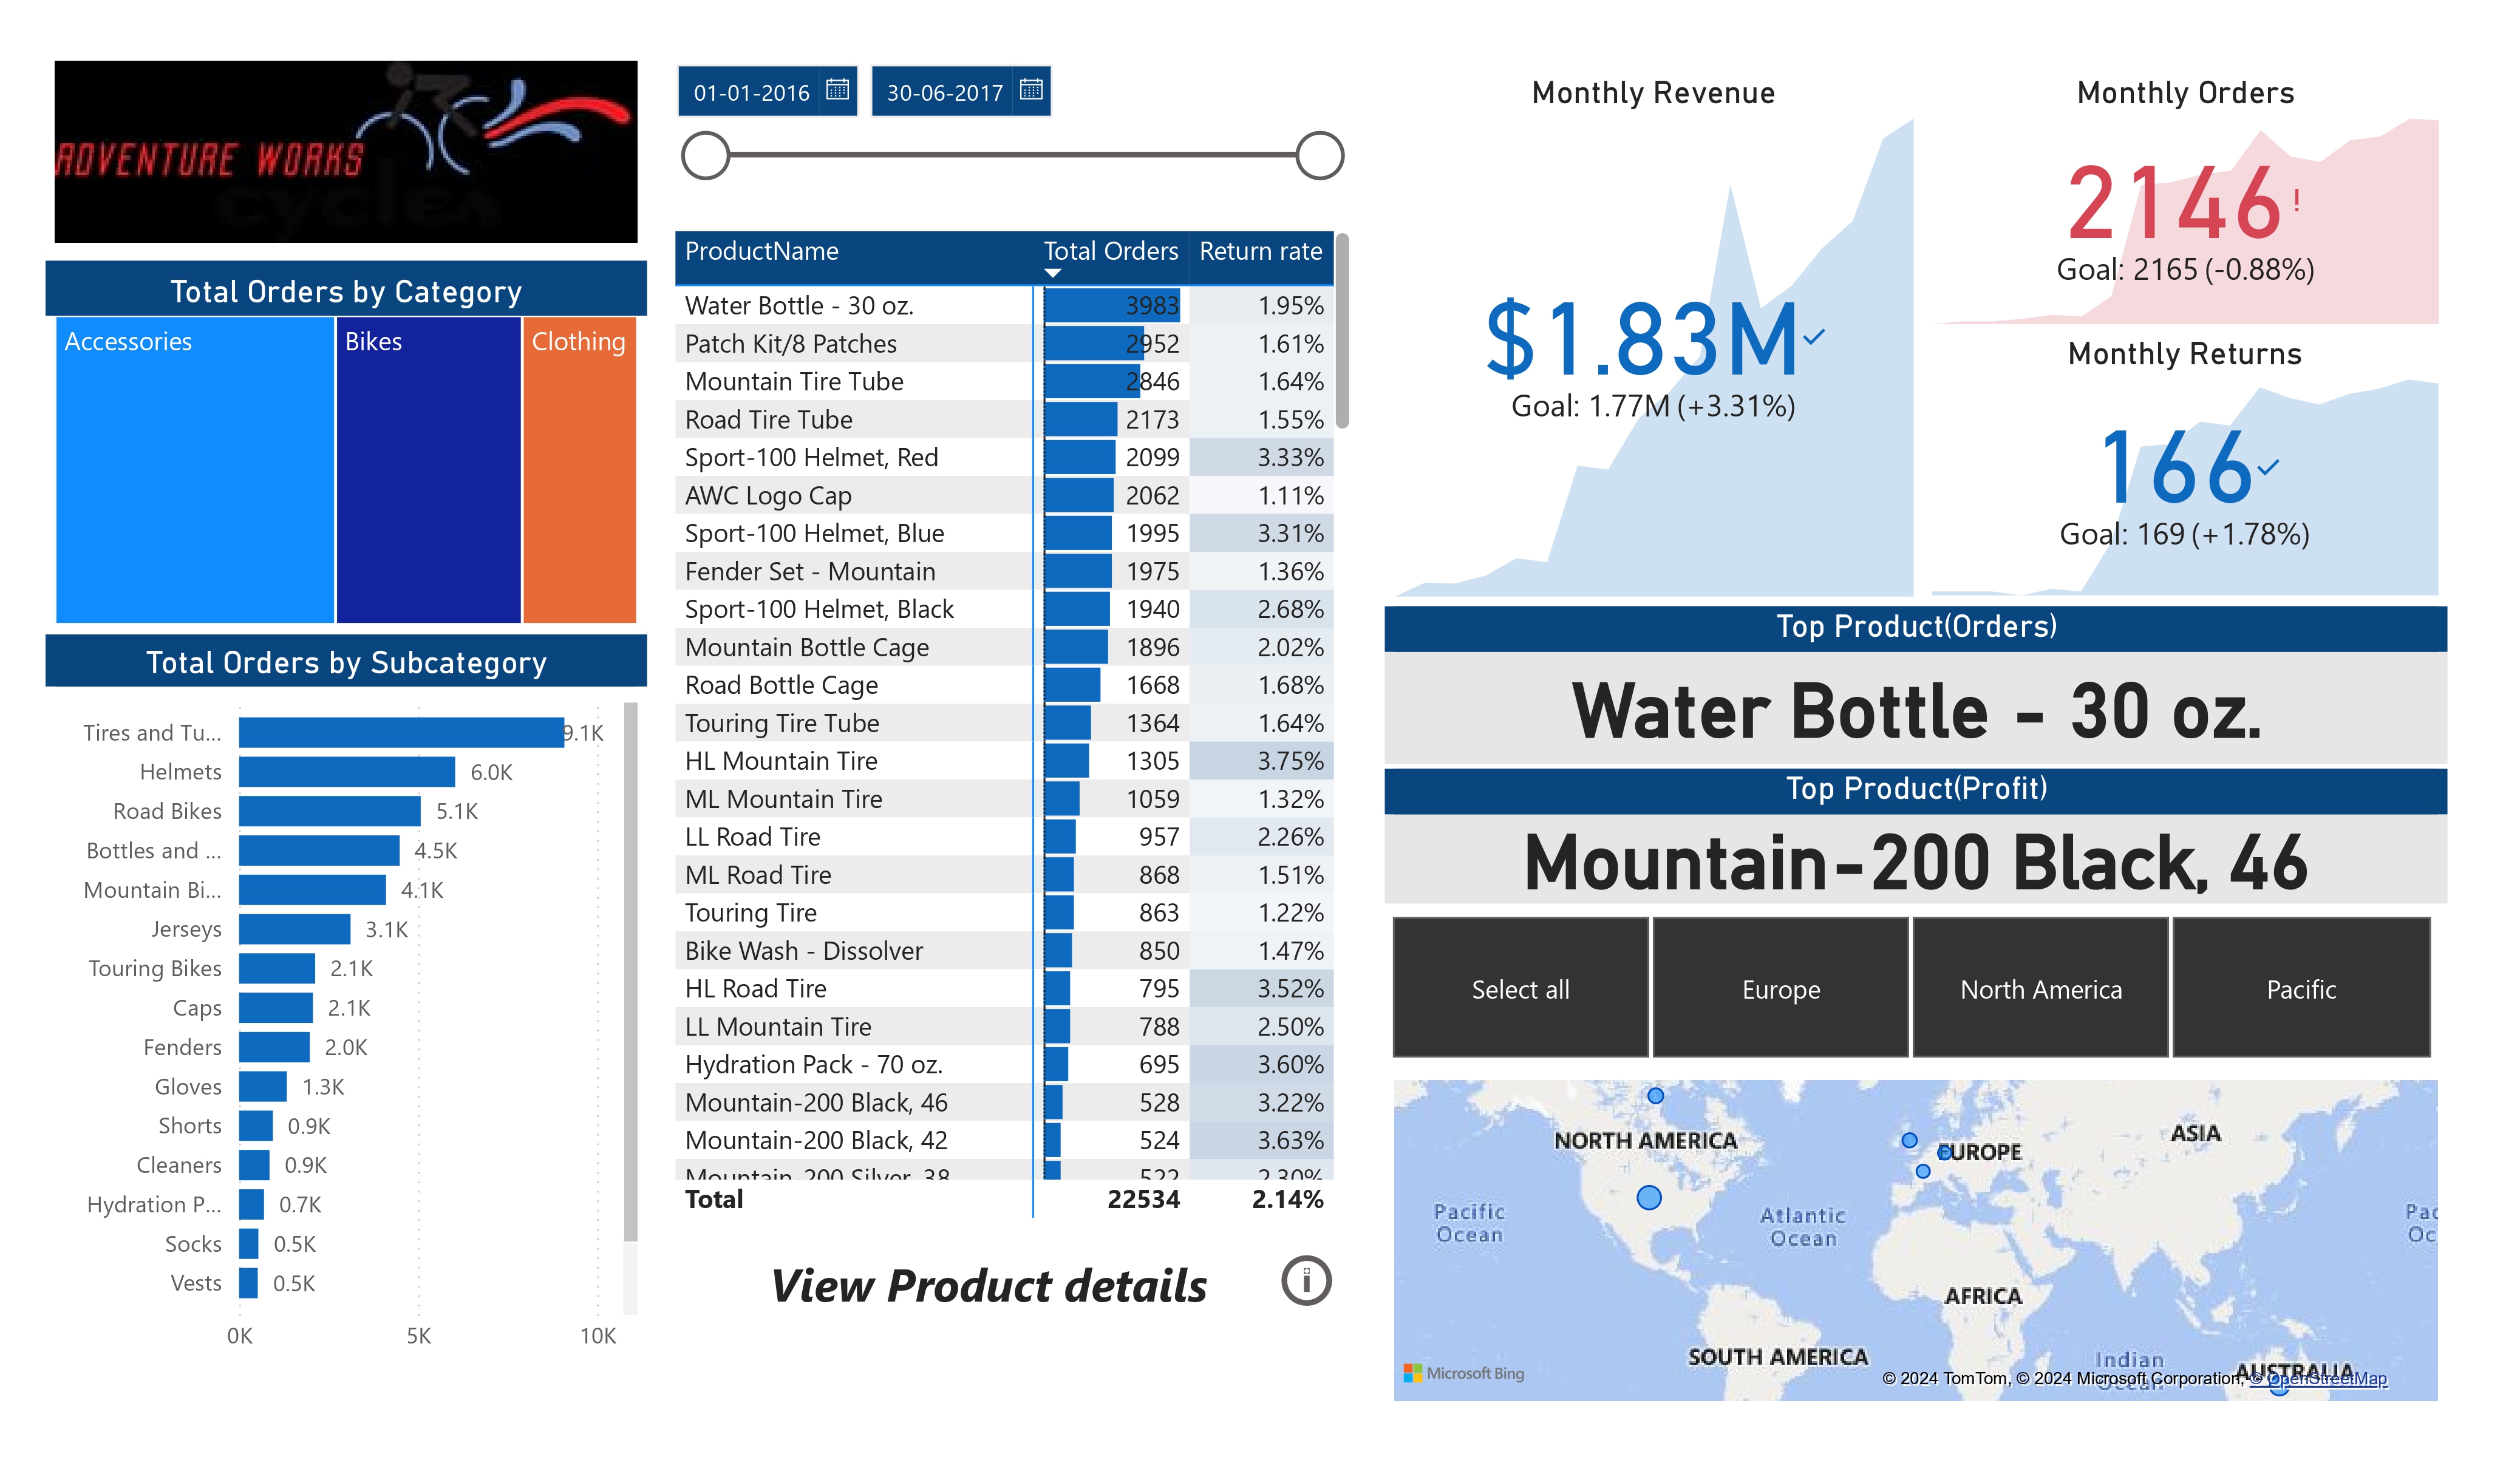 ADVENTURE WORKS
cycles
Total Orders by Category
Accessories
Bikes
Clothing
Total Orders by Subcategory
Tires and Tu... 9.1K
Helmets 6.0K
Road Bikes 5.1K
Bottles and ... 4.5K
Mountain Bi... 4.1K
Jerseys 3.1K
Touring Bikes 2.1K
Caps 2.1K
Fenders 2.0K
Gloves 1.3K
Shorts 0.9K
Cleaners 0.9K
Hydration P... 0.7K
Socks 0.5K
Vests 0.5K
0K 5K 10K
01-01-2016 30-06-2017
ProductName Total Orders Return rate
Water Bottle - 30 oz. 3983 1.95%
Patch Kit/8 Patches 2952 1.61%
Mountain Tire Tube 2846 1.64%
Road Tire Tube 2173 1.55%
Sport-100 Helmet, Red 2099 3.33%
AWC Logo Cap 2062 1.11%
Sport-100 Helmet, Blue 1995 3.31%
Fender Set - Mountain 1975 1.36%
Sport-100 Helmet, Black 1940 2.68%
Mountain Bottle Cage 1896 2.02%
Road Bottle Cage 1668 1.68%
Touring Tire Tube 1364 1.64%
HL Mountain Tire 1305 3.75%
ML Mountain Tire 1059 1.32%
LL Road Tire 957 2.26%
ML Road Tire 868 1.51%
Touring Tire 863 1.22%
Bike Wash - Dissolver 850 1.47%
HL Road Tire 795 3.52%
LL Mountain Tire 788 2.50%
Hydration Pack - 70 oz. 695 3.60%
Mountain-200 Black, 46 528 3.22%
Mountain-200 Black, 42 524 3.63%
Mountain-200 Silver, 38 522 2.30%
Total 22534 2.14%
View Product details
Monthly Revenue
$1.83M
Goal: 1.77M (+3.31%)
Monthly Orders
2146!
Goal: 2165 (-0.88%)
Monthly Returns
166
Goal: 169 (+1.78%)
Top Product(Orders)
Water Bottle - 30 oz.
Top Product(Profit)
Mountain-200 Black, 46
Select all
Europe
North America
Pacific
NORTH AMERICA
EUROPE
ASIA
Pacific
Ocean
Atlantic
Ocean
Pac
Oc
AFRICA
SOUTH AMERICA
Indian
Ocean
AUSTRALIA
Microsoft Bing
© 2024 TomTom, © 2024 Microsoft Corporation, © OpenStreetMap